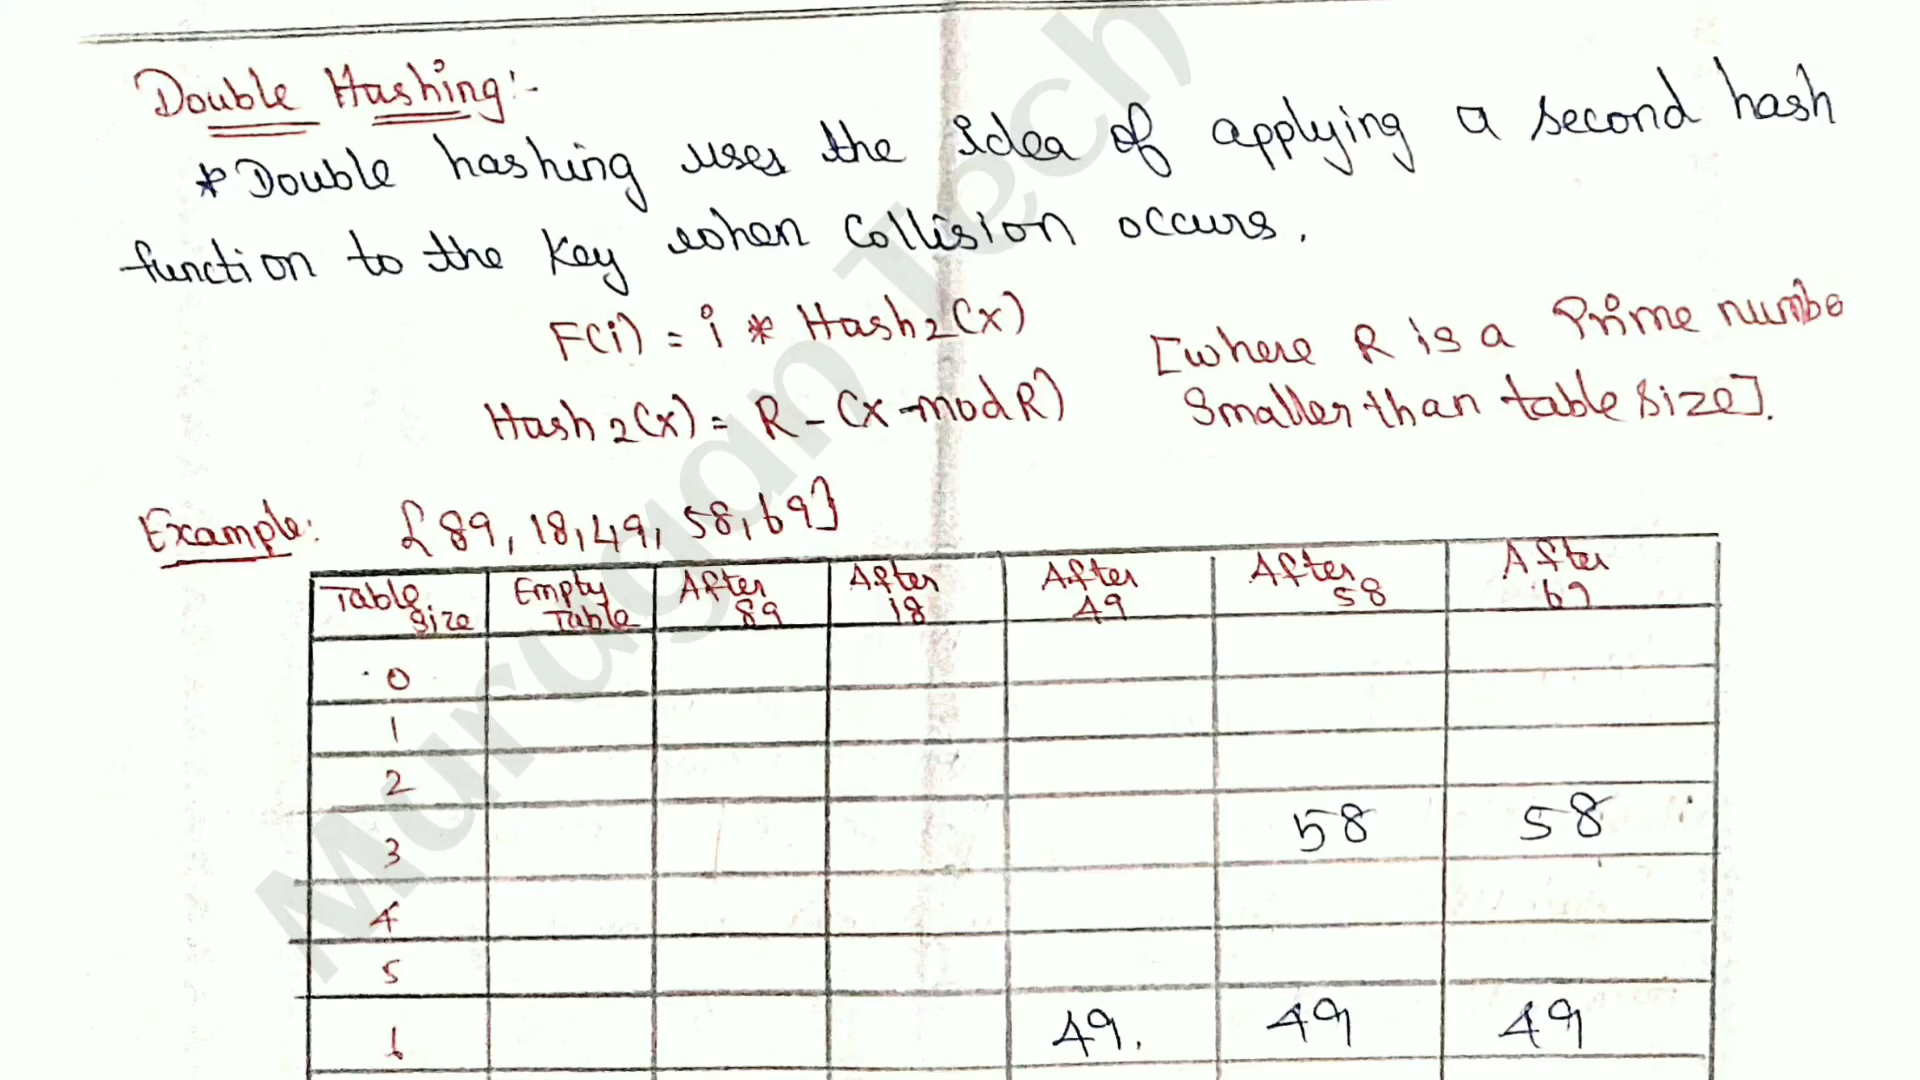 Double Hashing:-
* Double hashing uses the idea of applying a second hash
function to the Key when Collision occurs.
F(i) = i * Hash2(x)
[where R is a Prime numbe
Hash2(x) = R - (x mod R)
Smaller than table size].
Example: {89, 18, 49, 58, 69}
Table Size Empty Table After 89 After 18 After 49 After 58 After 69
0
1
2
3 58 58
4
5
6 49. 49 49
Murugan Tech